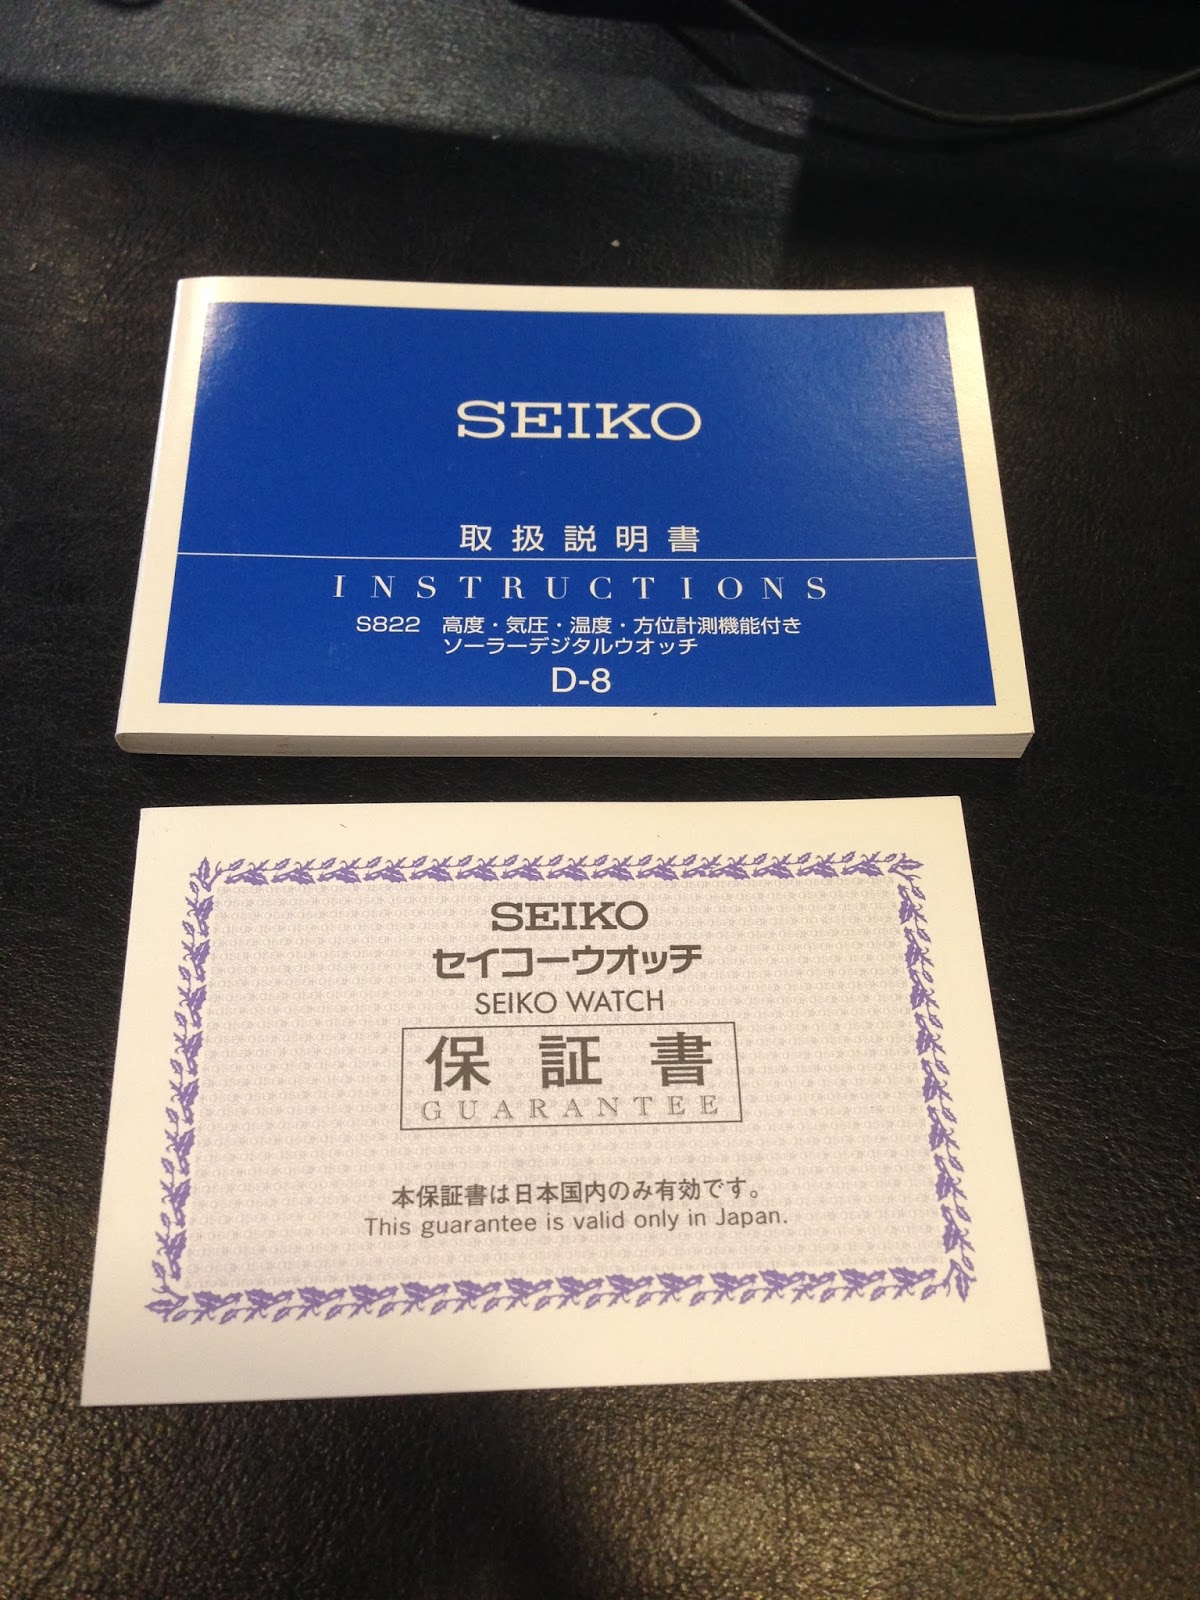 SEIKO
取扱説明書
INSTRUCTIONS
S822 高度・気圧・温度・方位計測機能付き
ソーラーデジタルウオッチ
D-8
SEIKO
セイコーウオッチ
SEIKO WATCH
保証書
GUARANTEE
本保証書は日本国内のみ有効です。
This guarantee is valid only in Japan.